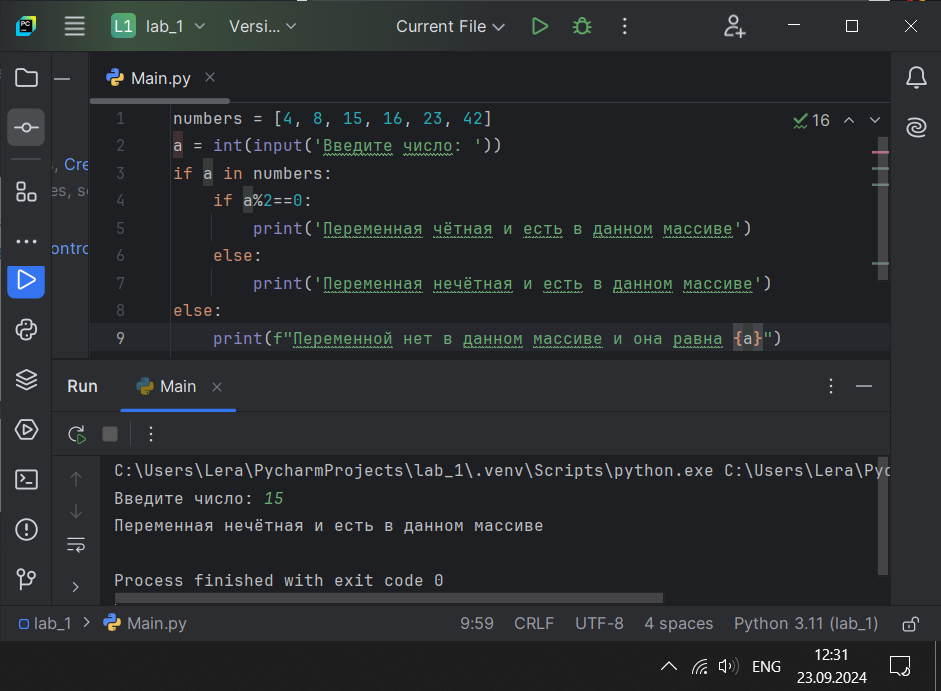 PC L1 lab_1 Versi... Current File
Main.py
1 numbers = [4, 8, 15, 16, 23, 42]
16
2 a = int(input('Введите число: '))
3 if a in numbers:
4 if a%2==0:
5 print('Переменная чётная и есть в данном массиве')
6 else:
7 print('Переменная нечётная и есть в данном массиве')
8 else:
9 print(f"Переменной нет в данном массиве и она равна {a}")
, Cre
es, s
ontro
Run Main
C:\Users\Lera\PycharmProjects\lab_1\.venv\Scripts\python.exe C:\Users\Lera\Pyc
Введите число: 15
Переменная нечётная и есть в данном массиве
Process finished with exit code 0
lab_1 > Main.py 9:59 CRLF UTF-8 4 spaces Python 3.11 (lab_1)
ENG 12:31
23.09.2024